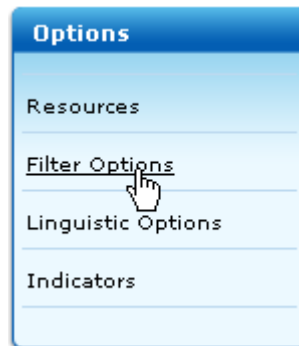 Options
Resources
Filter Options
Linguistic Options
Indicators